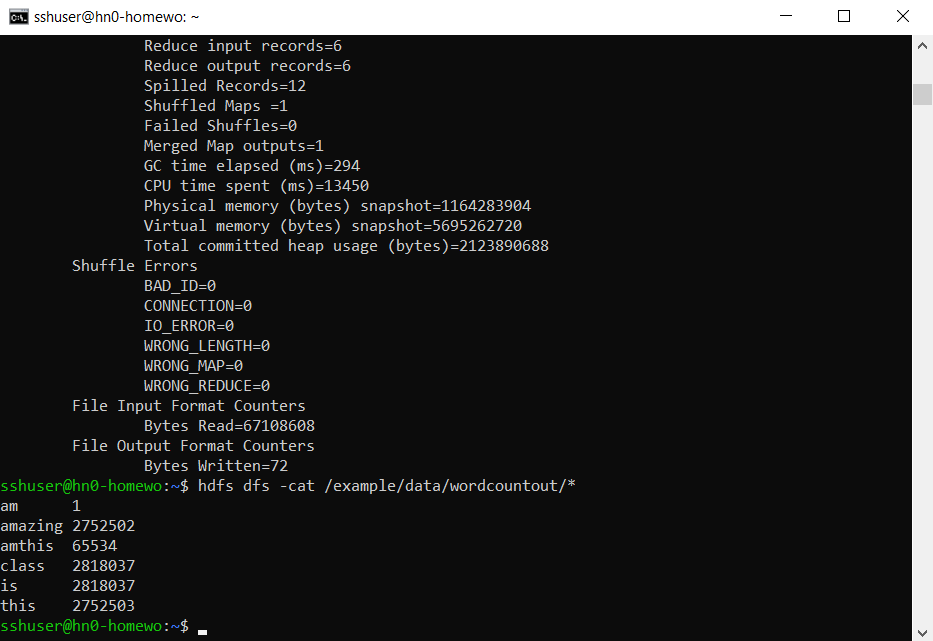 sshuser@hn0-homewo: ~
Reduce input records=6
Reduce output records=6
Spilled Records=12
Shuffled Maps =1
Failed Shuffles=0
Merged Map outputs=1
GC time elapsed (ms)=294
CPU time spent (ms)=13450
Physical memory (bytes) snapshot=1164283904
Virtual memory (bytes) snapshot=5695262720
Total committed heap usage (bytes)=2123890688
Shuffle Errors
BAD_ID=0
CONNECTION=0
IO_ERROR=0
WRONG_LENGTH=0
WRONG_MAP=0
WRONG_REDUCE=0
File Input Format Counters
Bytes Read=67108608
File Output Format Counters
Bytes Written=72
sshuser@hn0-homewo:~$ hdfs dfs -cat /example/data/wordcountout/*
am 1
amazing 2752502
amthis 65534
class 2818037
is 2818037
this 2752503
sshuser@hn0-homewo:~$